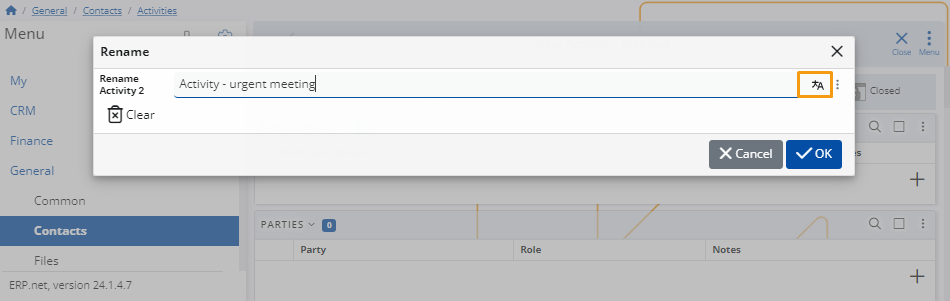 / General / Contacts / Activities
Menu
Close
Menu
Rename
Rename
Activity 2
Activity - urgent meeting
Clear
Cancel
OK
My
CRM
Finance
General
Common
Contacts
Files
ERP.net, version 24.1.4.7
Closed
PARTIES 0
Party Role Notes